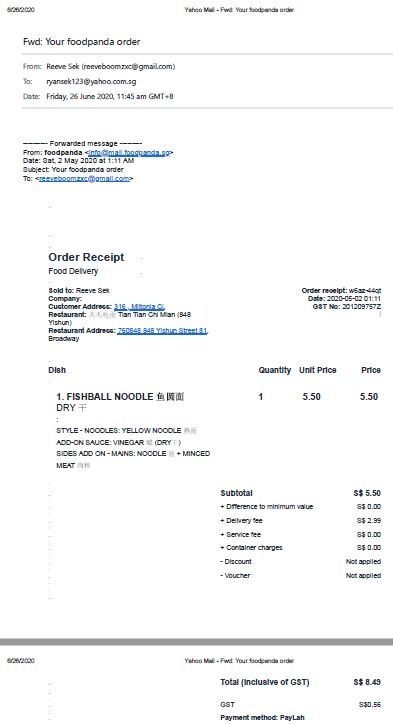 6/26/2020
Yahoo Mail - Fwd: Your foodpanda order
Fwd: Your foodpanda order
From: Reeve Sek (reeveboomzxc@gmail.com)
To: ryansek123@yahoo.com.sg
Date: Friday, 26 June 2020, 11:45 am GMT+8
---------- Forwarded message ----------
From: foodpanda <info@mail.foodpanda.sg>
Date: Sat, 2 May 2020 at 1:11 AM
Subject: Your foodpanda order
To: <reeveboomzxc@gmail.com>
Order Receipt
Food Delivery
Sold to: Reeve Sek
Company:
Customer Address: 316 , Miltonia Cl,
Restaurant: 天天吃面 Tian Tian Chi Mian (848
Yishun)
Restaurant Address: 760848 848 Yishun Street 81,
Broadway
Order receipt: w6az-44qt
Date: 2020-05-02 01:11
GST No: 201209757Z
Dish Quantity Unit Price Price
1. FISHBALL NOODLE 鱼圆面 1 5.50 5.50
DRY 干
:
STYLE - NOODLES: YELLOW NOODLE 熟面
ADD-ON SAUCE: VINEGAR 醋 (DRY干)
SIDES ADD ON - MAINS: NOODLE 面 + MINCED
MEAT 肉碎
Subtotal S$ 5.50
+ Difference to minimum value S$ 0.00
+ Delivery fee S$ 2.99
+ Service fee S$ 0.00
+ Container charges S$ 0.00
- Discount Not applied
- Voucher Not applied
6/26/2020
Yahoo Mail - Fwd: Your foodpanda order
Total (Inclusive of GST) S$ 8.49
GST S$0.56
Payment method: PayLah